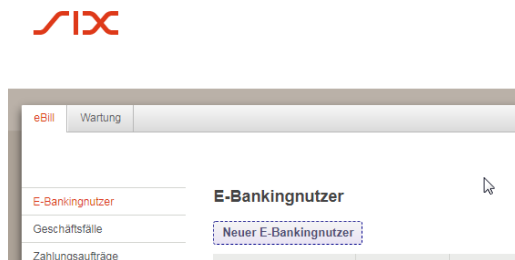 SIX
eBill Wartung
E-Bankingnutzer
Geschäftsfälle
Zahlungsaufträge
E-Bankingnutzer
Neuer E-Bankingnutzer